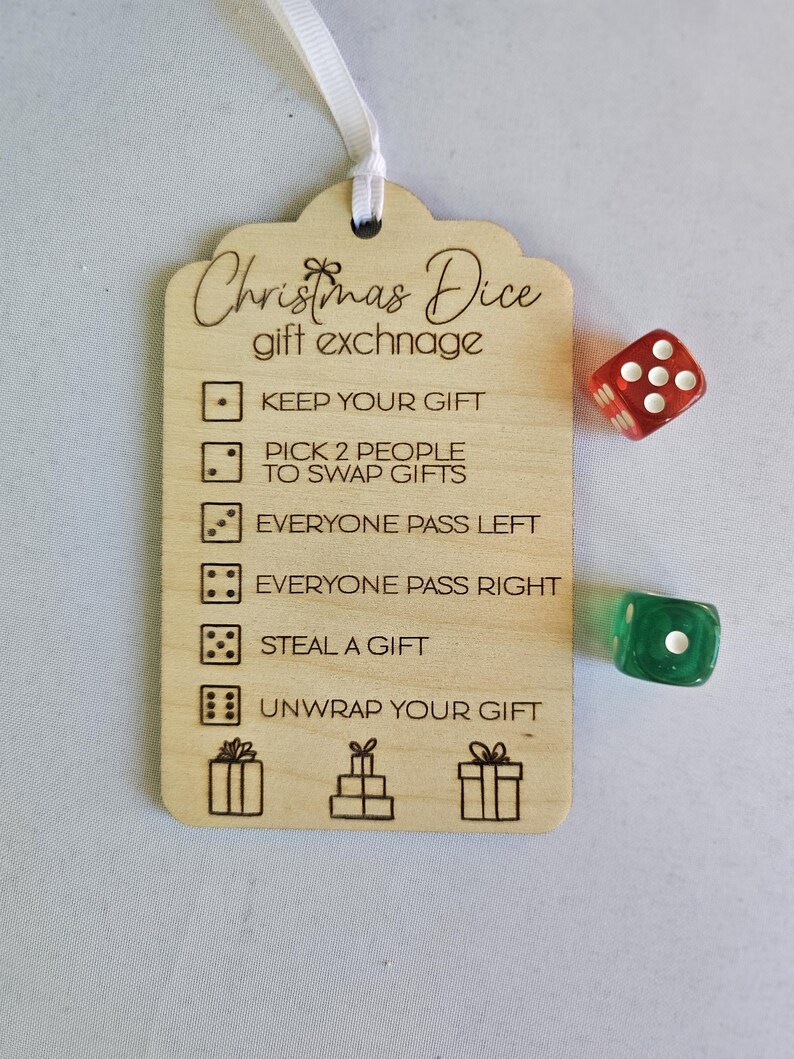 Christmas Dice
gift exchnage
KEEP YOUR GIFT
PICK 2 PEOPLE
TO SWAP GIFTS
EVERYONE PASS LEFT
EVERYONE PASS RIGHT
STEAL A GIFT
UNWRAP YOUR GIFT